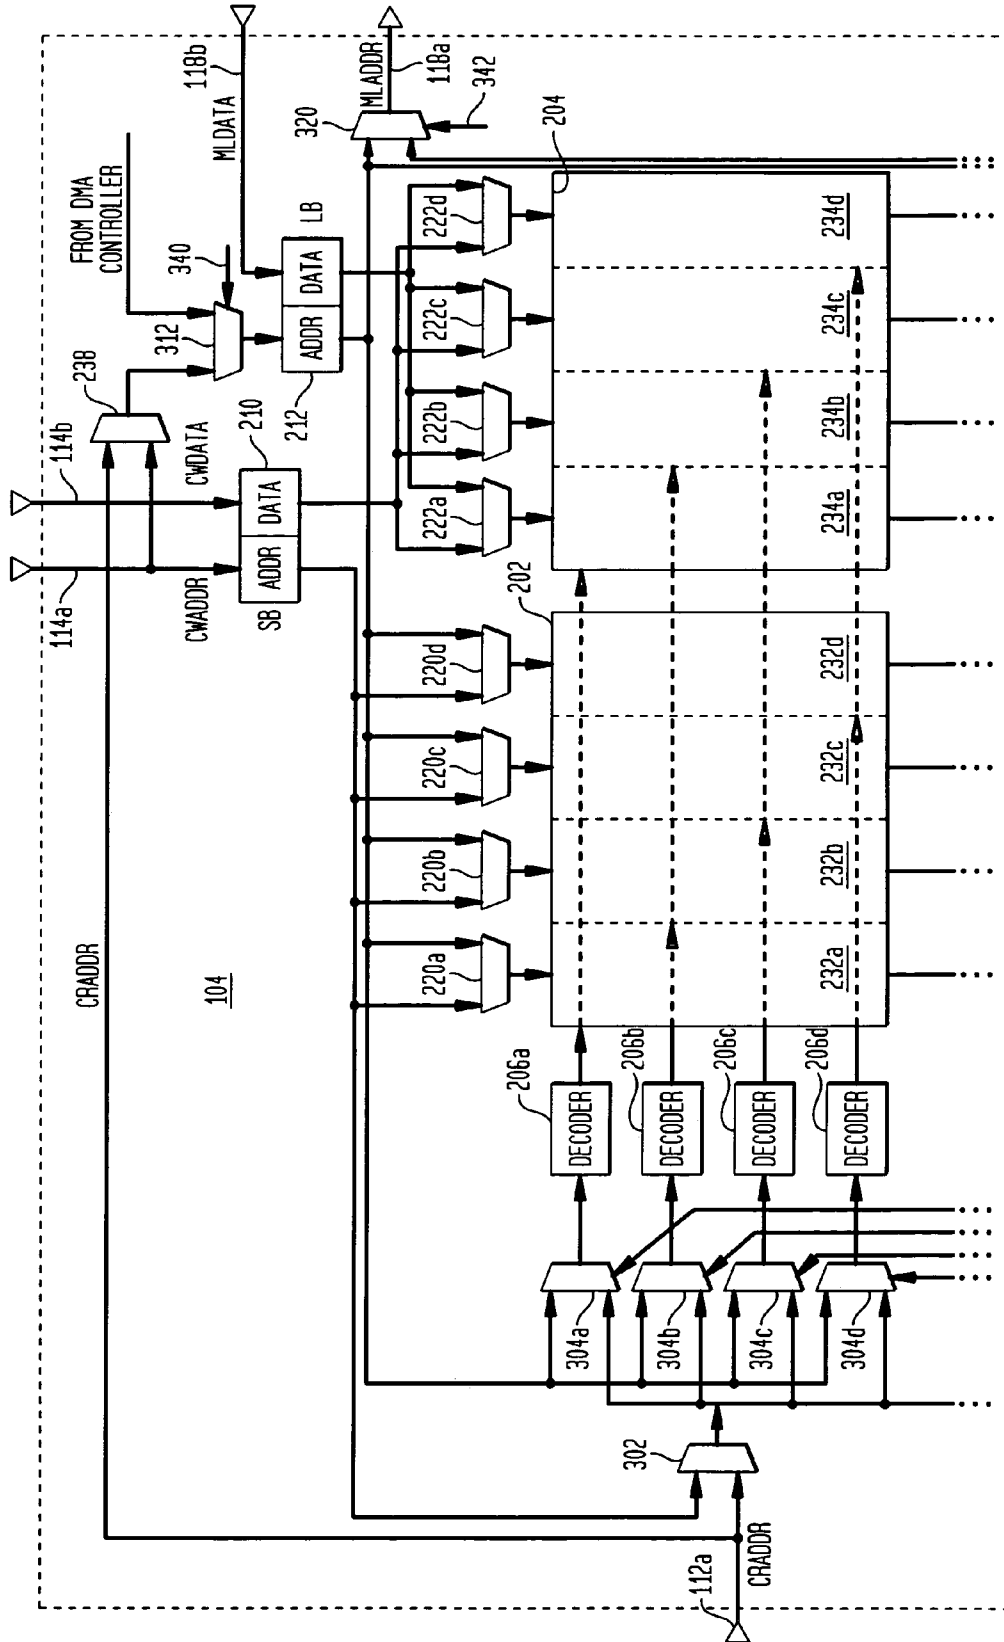 118b
MLDATA
FROM DMA
CONTROLLER
340
312
238
114b
CWDATA
210
114a
CWADDR
ADDR
DATA
SB
ADDR
DATA
LB
212
320
MLADDR
118a
342
204
222a
222b
222c
222d
220a
220b
220c
220d
202
CRADDR
104
232a
232b
232c
232d
234a
234b
234c
234d
206a
DECODER
206b
DECODER
206c
DECODER
206d
DECODER
304a
304b
304c
304d
302
112a
CRADDR